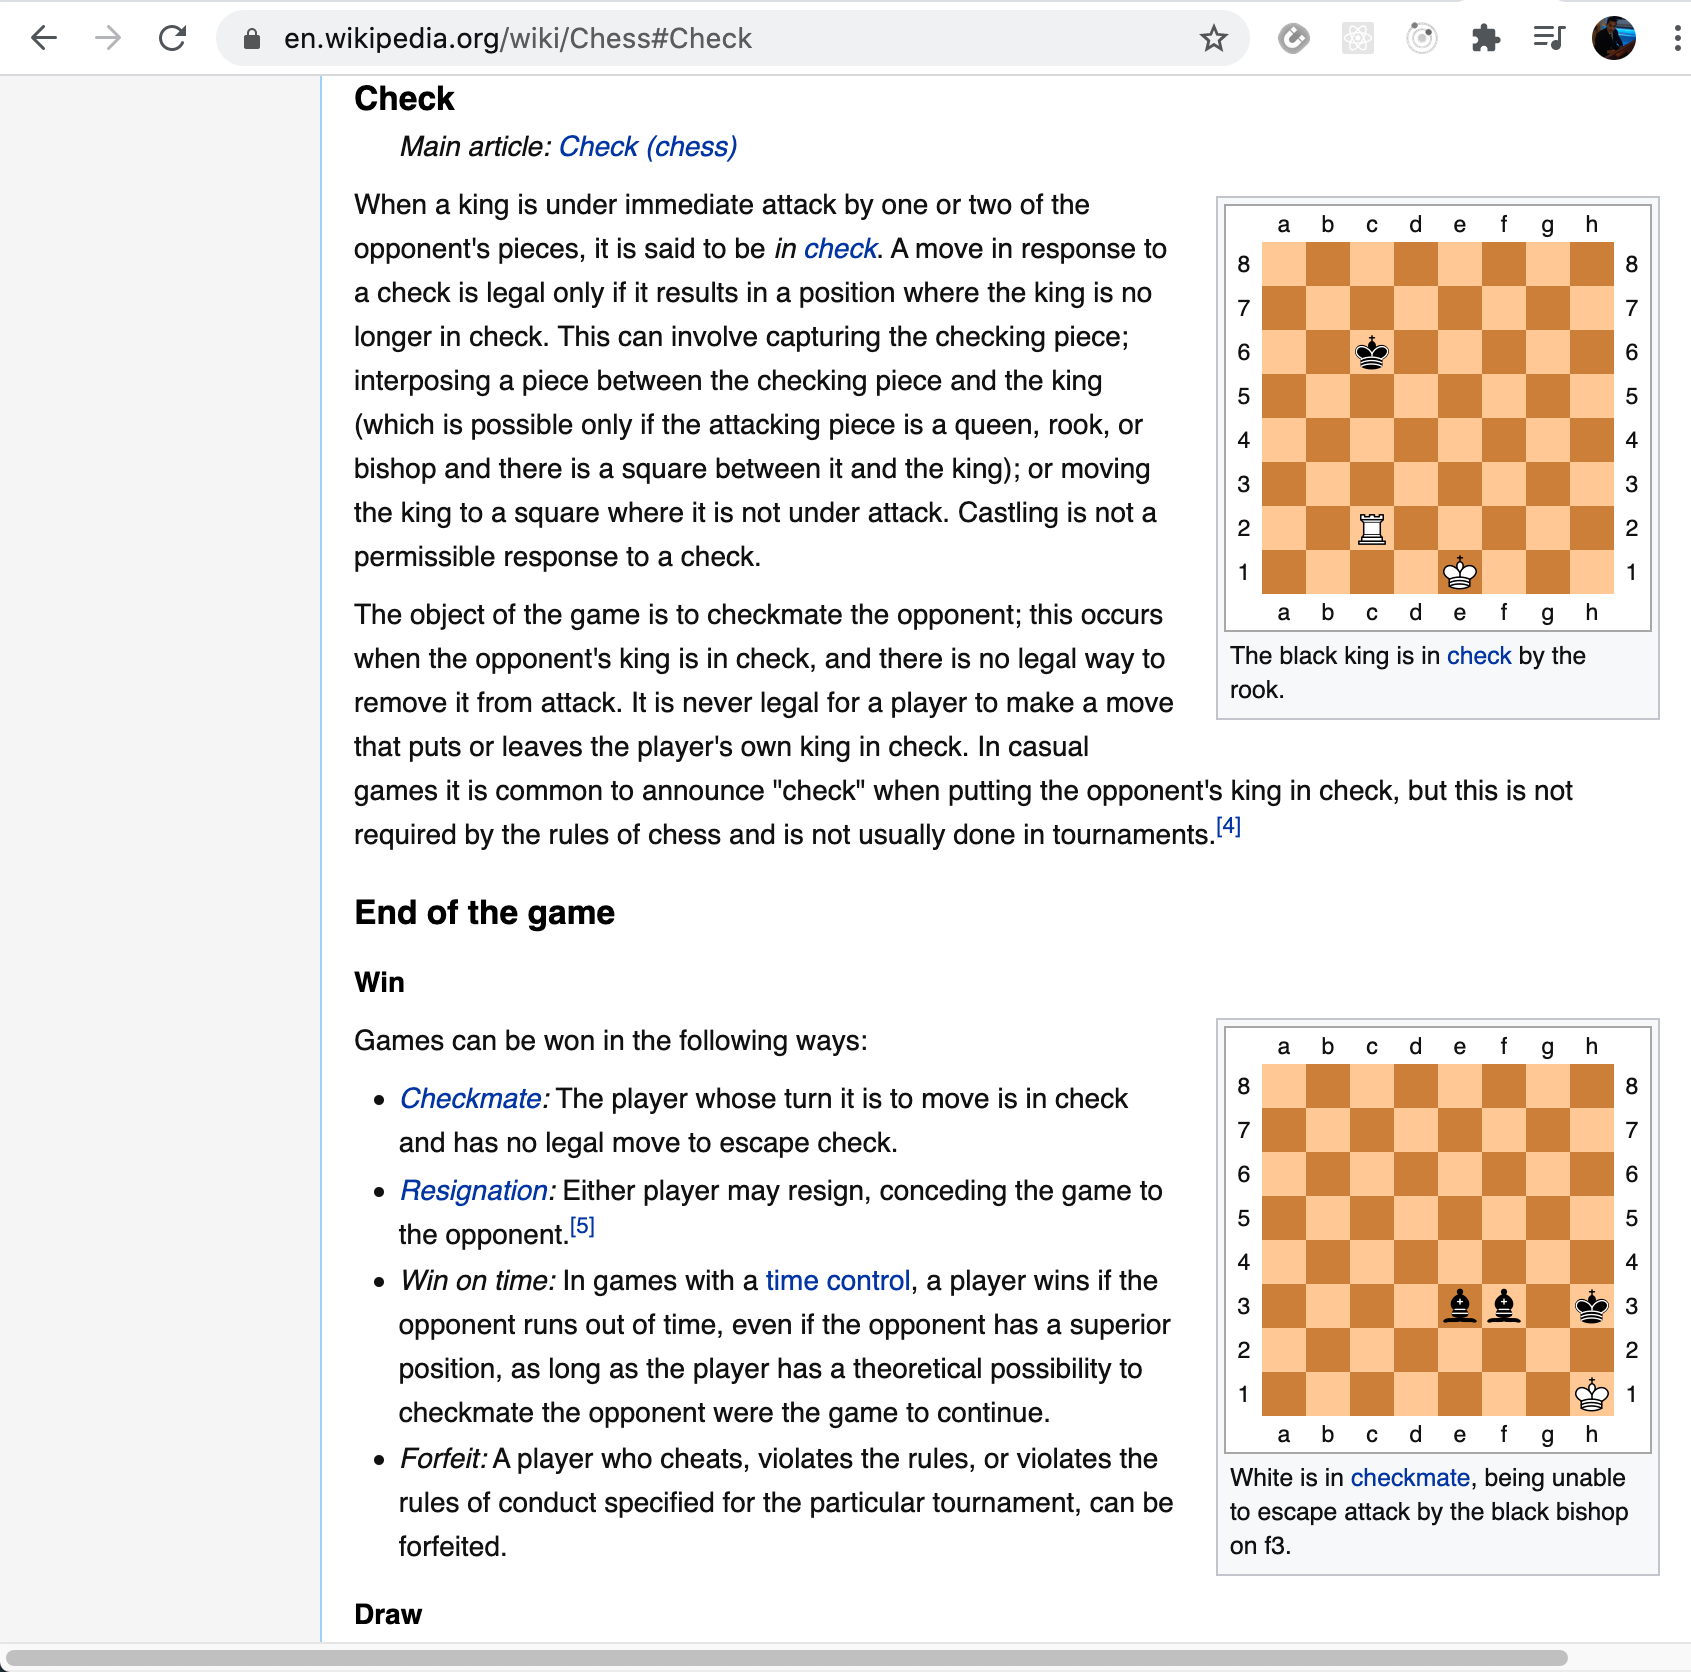 en.wikipedia.org/wiki/Chess#Check
Check
Main article: Check (chess)
When a king is under immediate attack by one or two of the
opponent's pieces, it is said to be in check. A move in response to
a check is legal only if it results in a position where the king is no
longer in check. This can involve capturing the checking piece;
interposing a piece between the checking piece and the king
(which is possible only if the attacking piece is a queen, rook, or
bishop and there is a square between it and the king); or moving
the king to a square where it is not under attack. Castling is not a
permissible response to a check.
a b c d e f g h
8 8
7 7
6 6
5 5
4 4
3 3
2 2
1 1
a b c d e f g h
The black king is in check by the
rook.
The object of the game is to checkmate the opponent; this occurs
when the opponent's king is in check, and there is no legal way to
remove it from attack. It is never legal for a player to make a move
that puts or leaves the player's own king in check. In casual
games it is common to announce "check" when putting the opponent's king in check, but this is not
required by the rules of chess and is not usually done in tournaments.[4]
End of the game
Win
Games can be won in the following ways:
• Checkmate: The player whose turn it is to move is in check
and has no legal move to escape check.
• Resignation: Either player may resign, conceding the game to
the opponent.[5]
• Win on time: In games with a time control, a player wins if the
opponent runs out of time, even if the opponent has a superior
position, as long as the player has a theoretical possibility to
checkmate the opponent were the game to continue.
• Forfeit: A player who cheats, violates the rules, or violates the
rules of conduct specified for the particular tournament, can be
forfeited.
a b c d e f g h
8 8
7 7
6 6
5 5
4 4
3 3
2 2
1 1
a b c d e f g h
White is in checkmate, being unable
to escape attack by the black bishop
on f3.
Draw